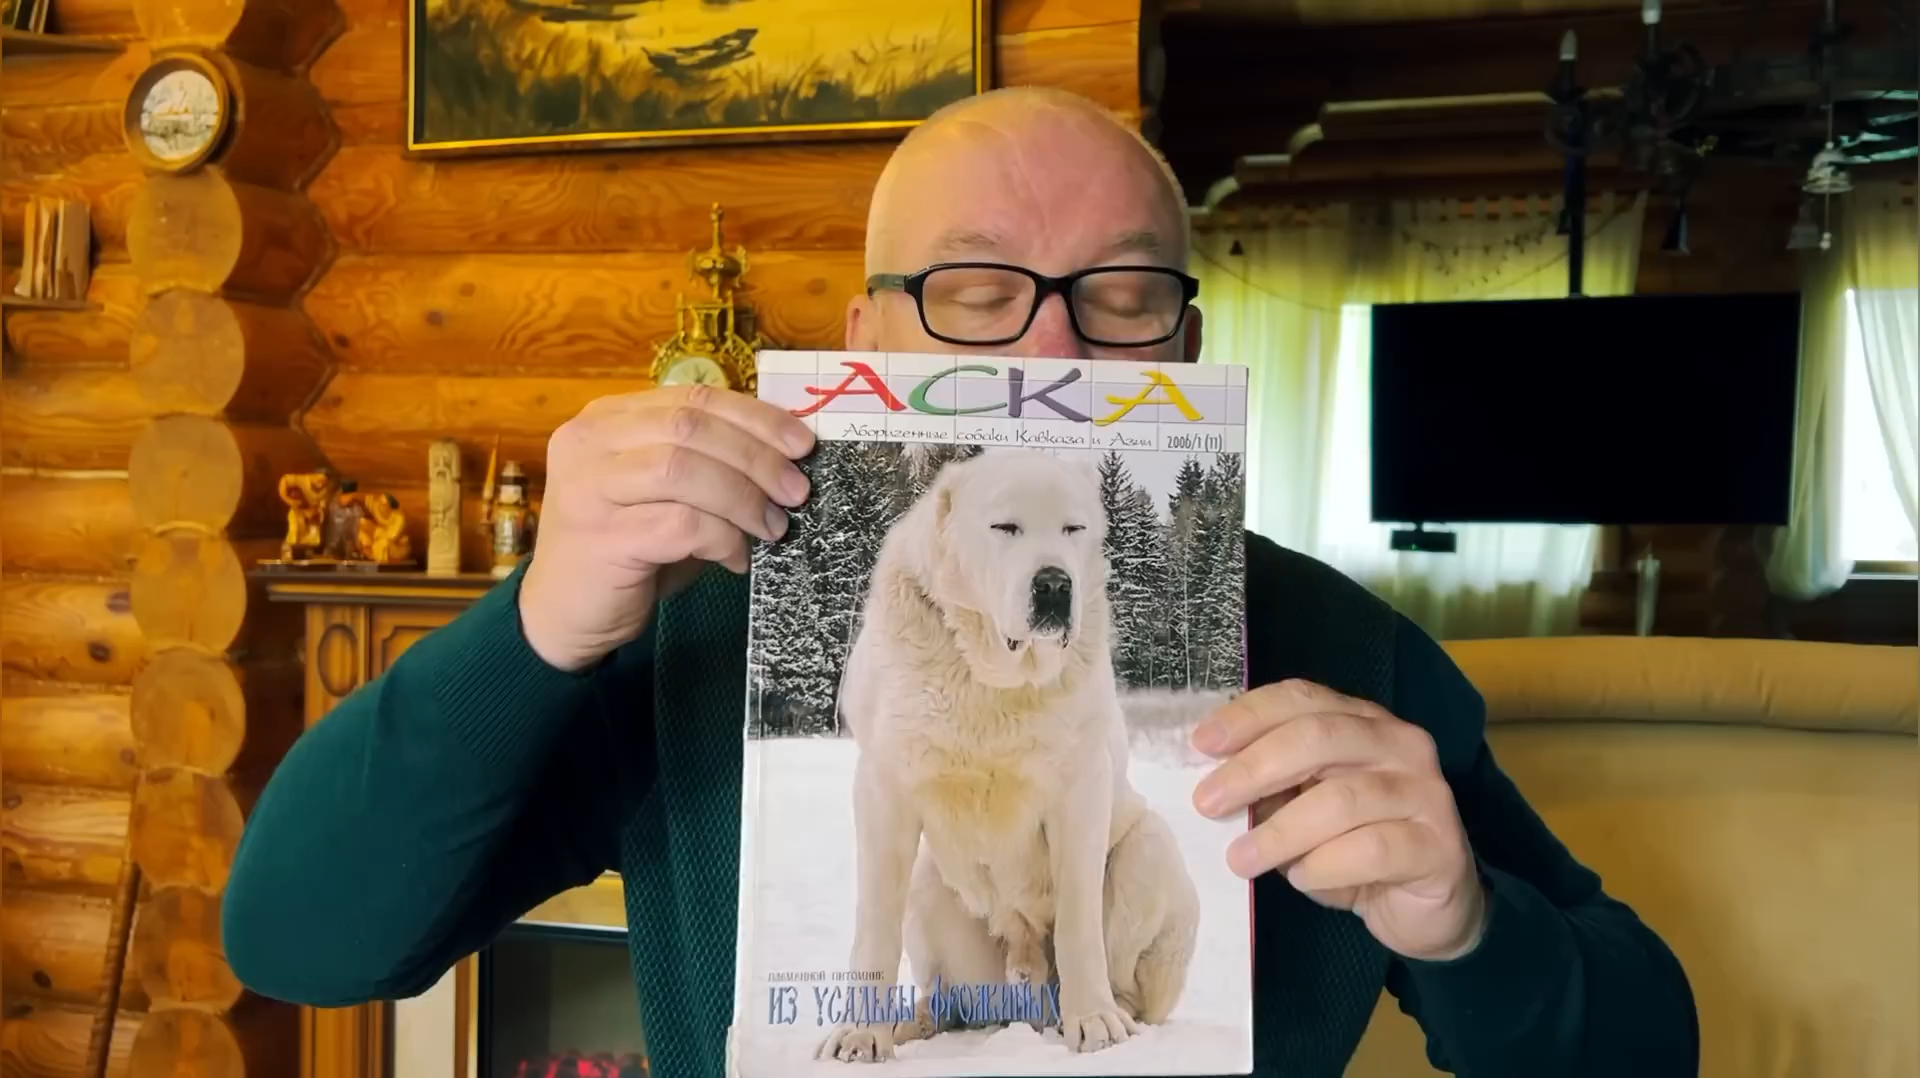 АСКА
Аборигенные собаки Кавказа и Азии 2006/1 (11)
племенной питомник
ИЗ УСАДЬБЫ ФРОЛКИНЫХ